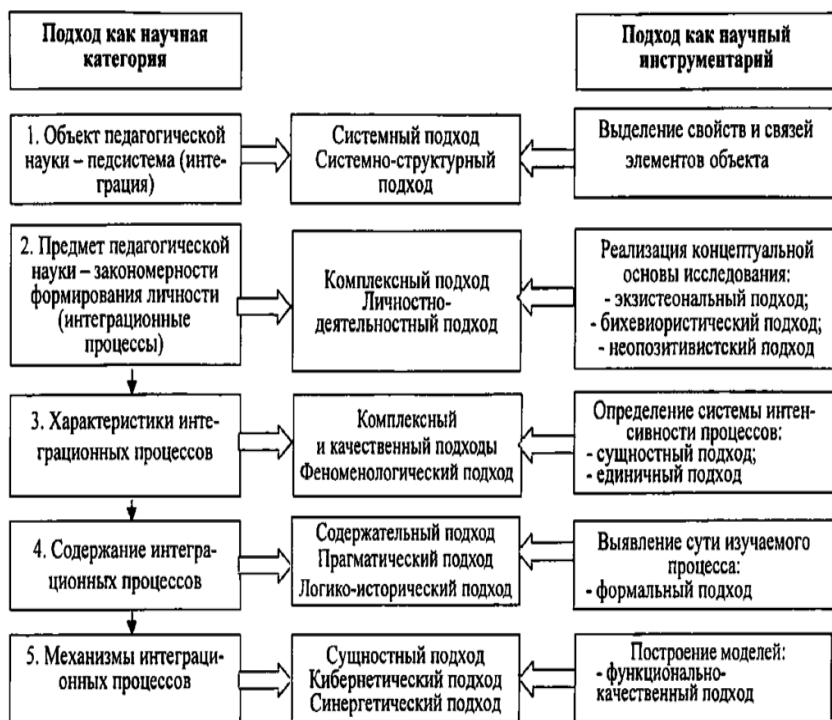 Подход как научная
категория
Подход как научный
инструментарий
1. Объект педагогической
науки – педсистема (инте-
грация)
Системный подход
Системно-структурный
подход
Выделение свойств и связей
элементов объекта
2. Предмет педагогической
науки – закономерности
формирования личности
(интеграционные
процессы)
Комплексный подход
Личностно-
деятельностный подход
Реализация концептуальной
основы исследования:
- экзистеональный подход;
- бихевиористический подход;
- неопозитивистский подход
3. Характеристики инте-
грационных процессов
Комплексный
и качественный подходы
Феноменологический подход
Определение системы интен-
сивности процессов:
- сущностный подход;
- единичный подход
4. Содержание интегра-
ционных процессов
Содержательный подход
Прагматический подход
Логико-исторический подход
Выявление сути изучаемого
процесса:
- формальный подход
5. Механизмы интеграци-
онных процессов
Сущностный подход
Кибернетический подход
Синергетический подход
Построение моделей:
- функционально-
качественный подход